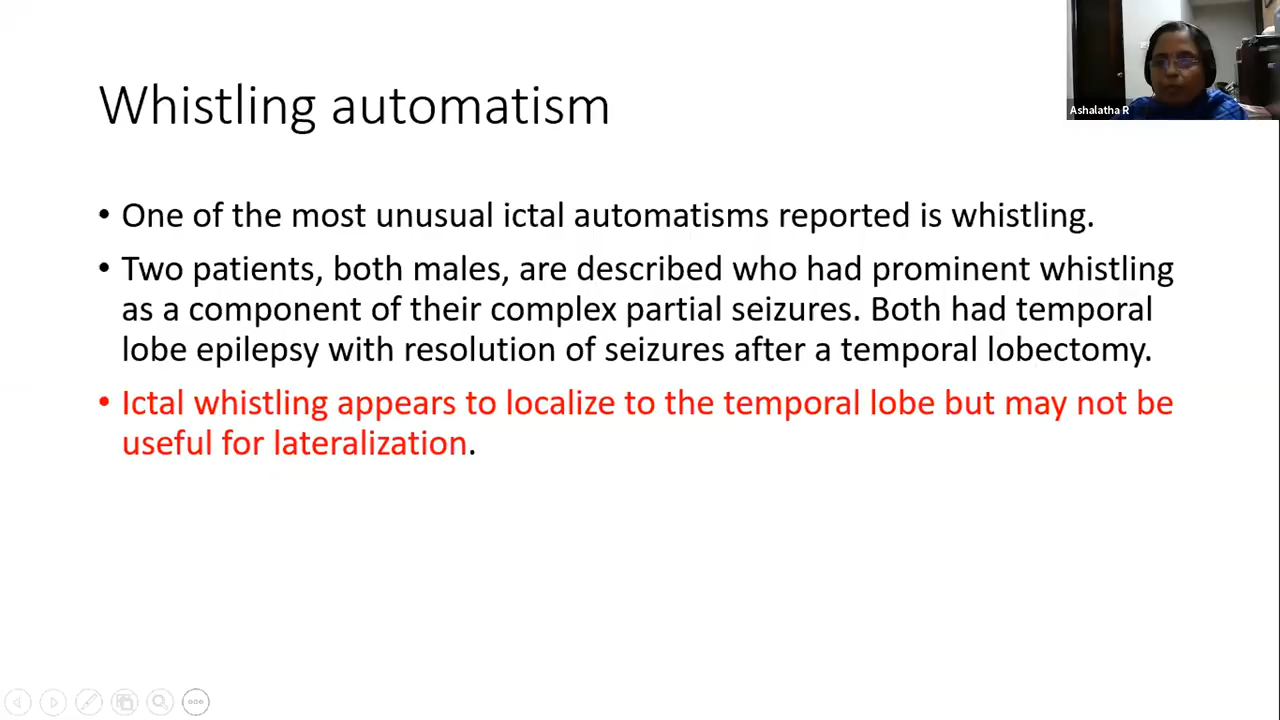 Ashalatha R
Whistling automatism
• One of the most unusual ictal automatisms reported is whistling.
• Two patients, both males, are described who had prominent whistling
as a component of their complex partial seizures. Both had temporal
lobe epilepsy with resolution of seizures after a temporal lobectomy.
• Ictal whistling appears to localize to the temporal lobe but may not be
useful for lateralization.